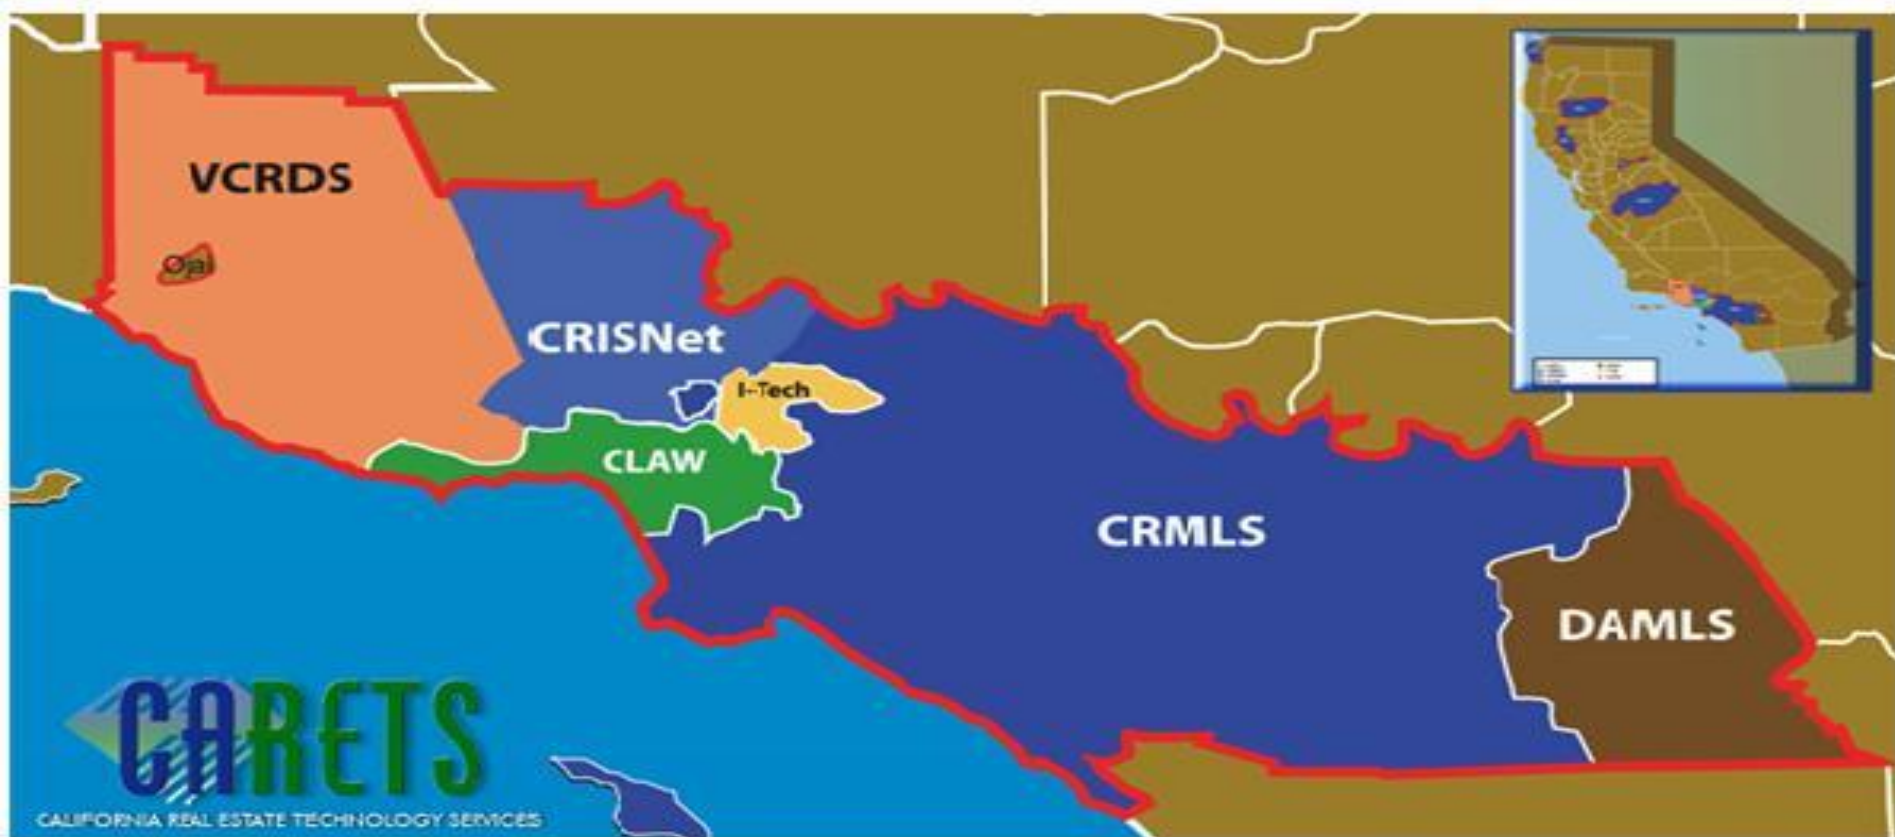 VCRDS
Ojai
CRISNet
I-Tech
CLAW
CRMLS
DAMLS
CARETS
CALIFORNIA REAL ESTATE TECHNOLOGY SERVICES